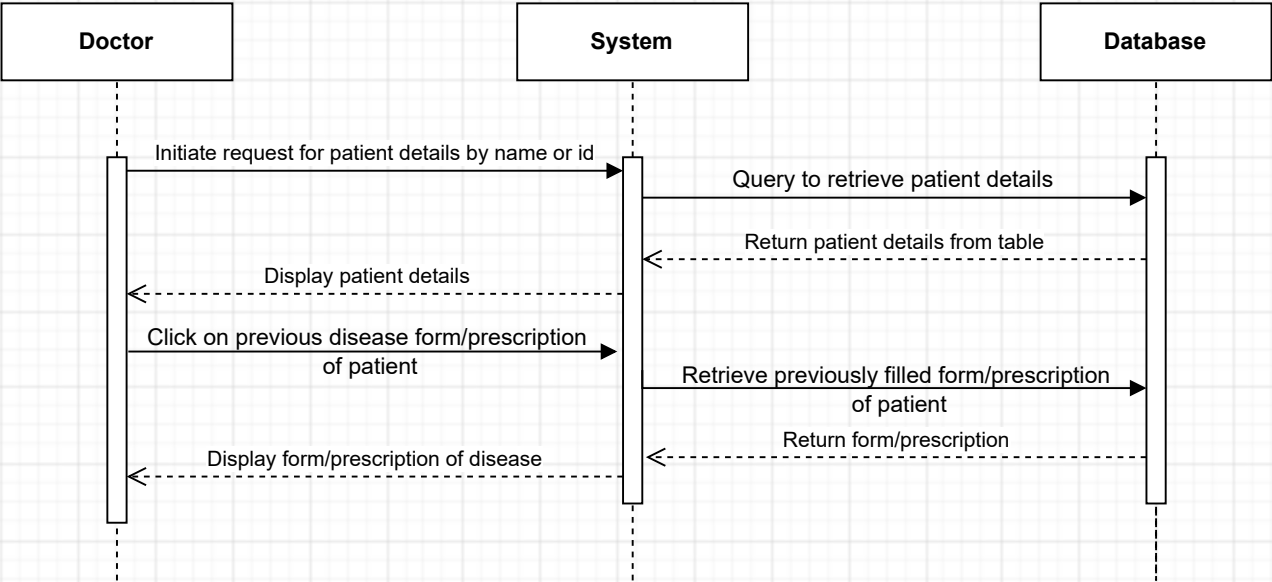 Doctor
System
Database
Initiate request for patient details by name or id
Query to retrieve patient details
Return patient details from table
Display patient details
Click on previous disease form/prescription
of patient
Retrieve previously filled form/prescription
of patient
Return form/prescription
Display form/prescription of disease